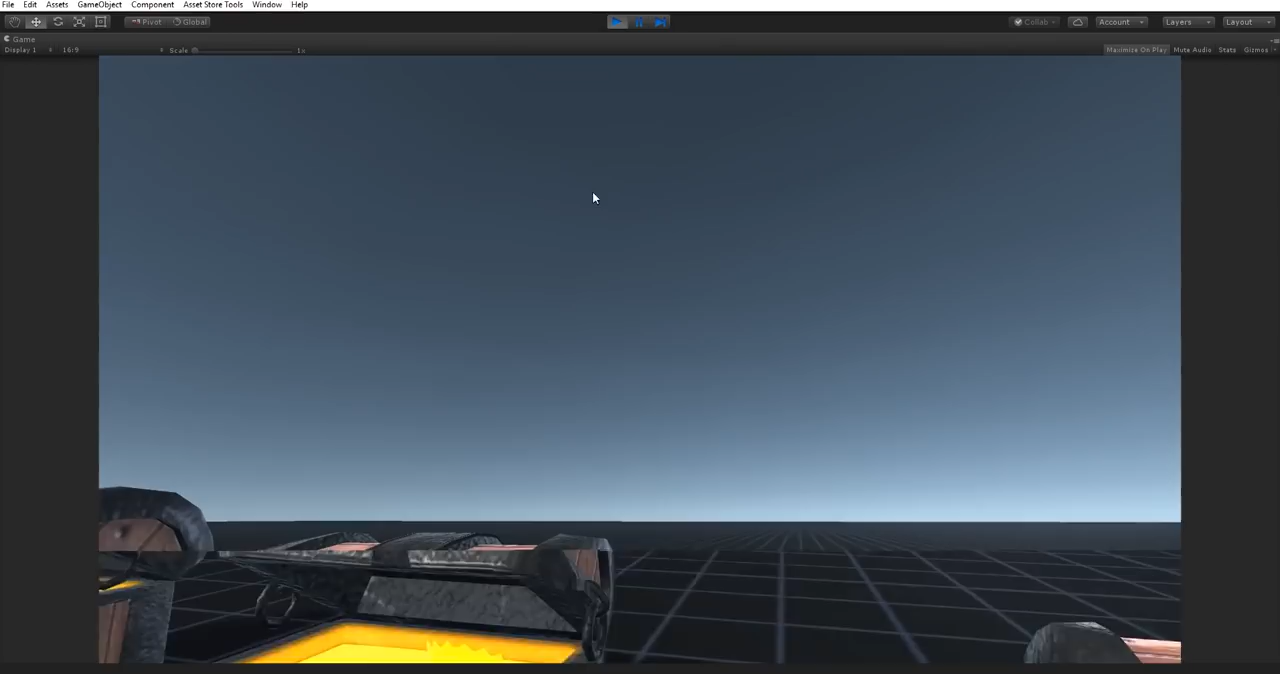 File Edit Assets GameObject Component Asset Store Tools Window Help
Pivot Global Collab Account Layers Layout
Game
Display 1 16:9 Scale 1x Maximize On Play Mute Audio Stats Gizmos